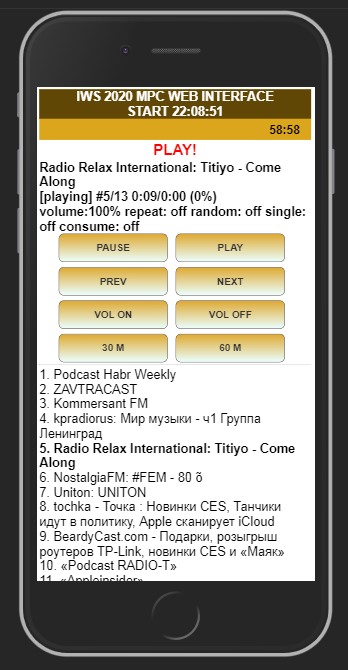 IWS 2020 MPC WEB INTERFACE
START 22:08:51
58:58
PLAY!
Radio Relax International: Titiyo - Come
Along
[playing] #5/13 0:09/0:00 (0%)
volume:100% repeat: off random: off single:
off consume: off
PAUSE PLAY
PREV NEXT
VOL ON VOL OFF
30 M 60 M
1. Podcast Habr Weekly
2. ZAVTRACAST
3. Kommersant FM
4. kpradiorus: Мир музыки - ч1 Группа
Ленинград
5. Radio Relax International: Titiyo - Come
Along
6. NostalgiaFM: #FEM - 80 õ
7. Uniton: UNITON
8. tochka - Точка : Новинки CES, Танчики
идут в политику, Apple сканирует iCloud
9. BeardyCast.com - Подарки, розыгрыш
роутеров TP-Link, новинки CES и «Маяк»
10. «Podcast RADIO-T»
11. «Appleinsider»